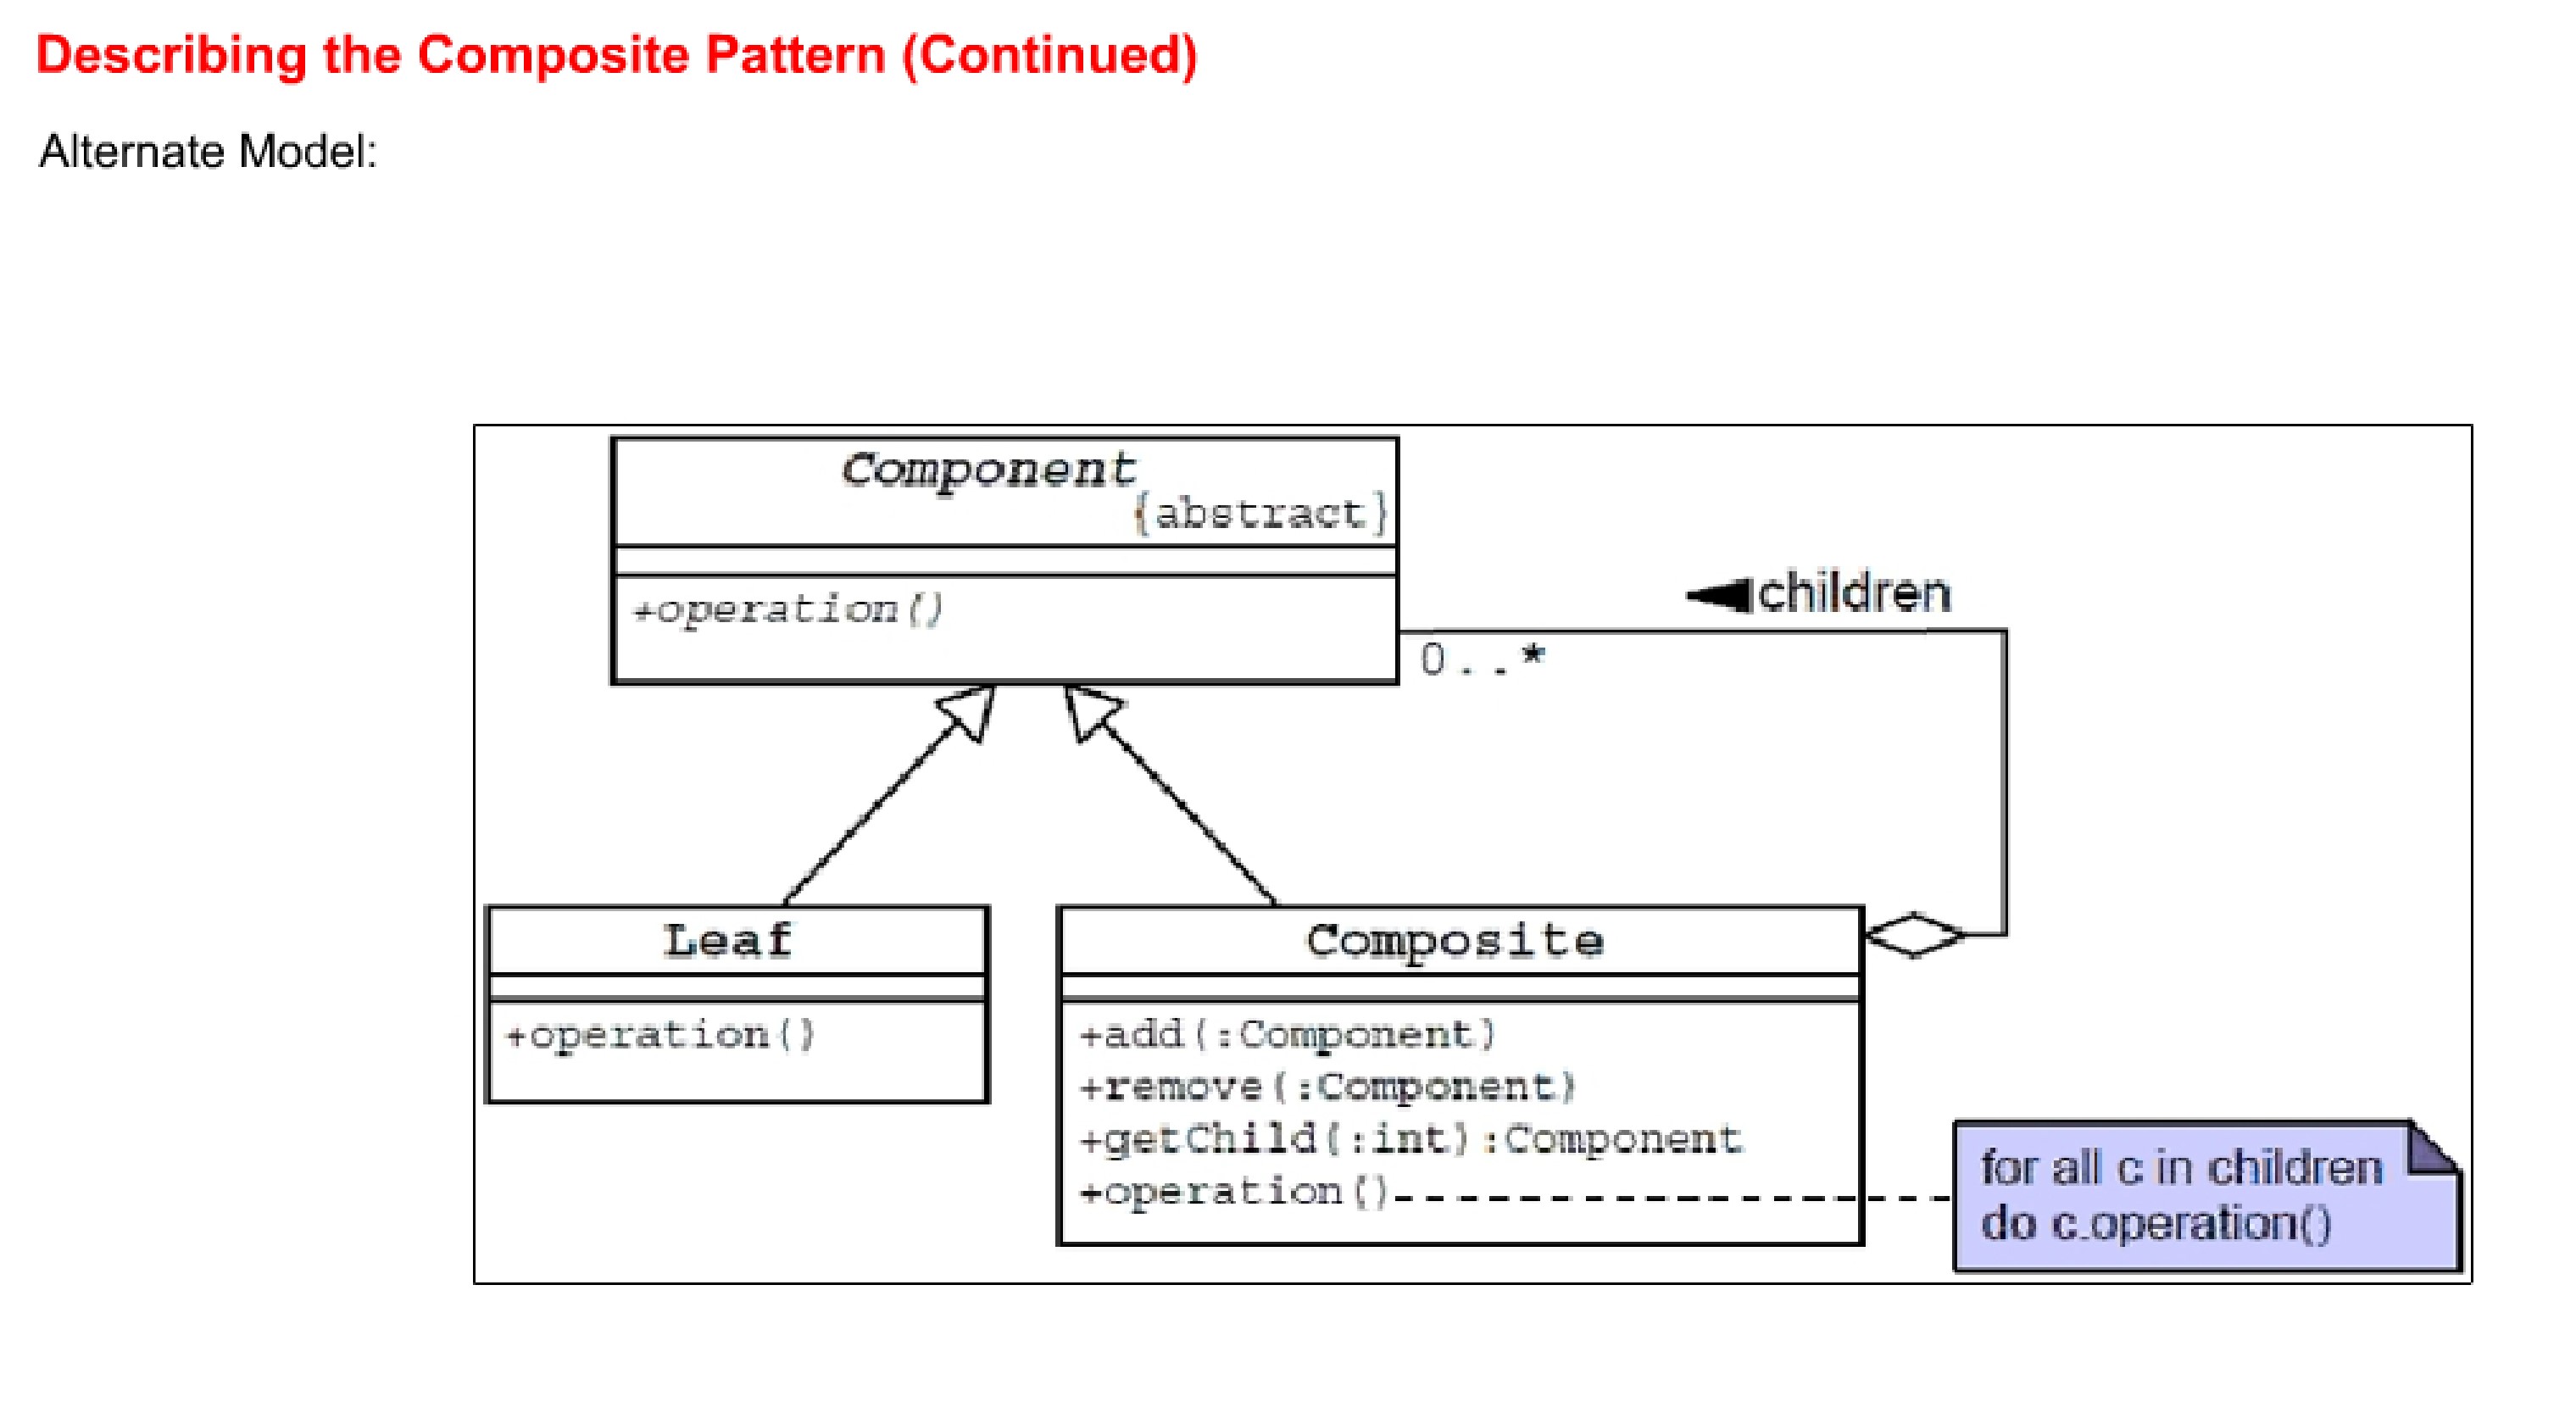 Describing the Composite Pattern (Continued)
Alternate Model:
Component
{abstract}
+operation()
children
0..*
Leaf
+operation()
Composite
+add(:Component)
+remove(:Component)
+getChild(:int):Component
+operation()
for all c in children
do c.operation()